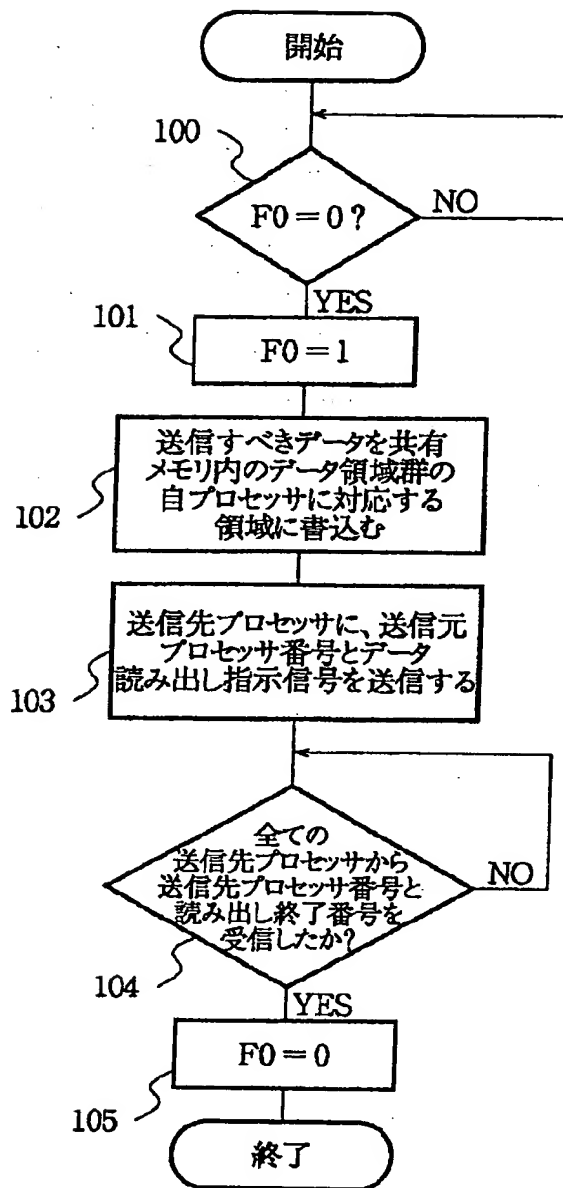 開始
100
F0=0?
NO
YES
101
F0=1
送信すべきデータを共有
メモリ内のデータ領域群の
自プロセッサに対応する
領域に書込む
102
送信先プロセッサに、送信元
プロセッサ番号とデータ
読み出し指示信号を送信する
103
全ての
送信先プロセッサから
送信先プロセッサ番号と
読み出し終了番号を
受信したか?
NO
104
YES
F0=0
105
終了